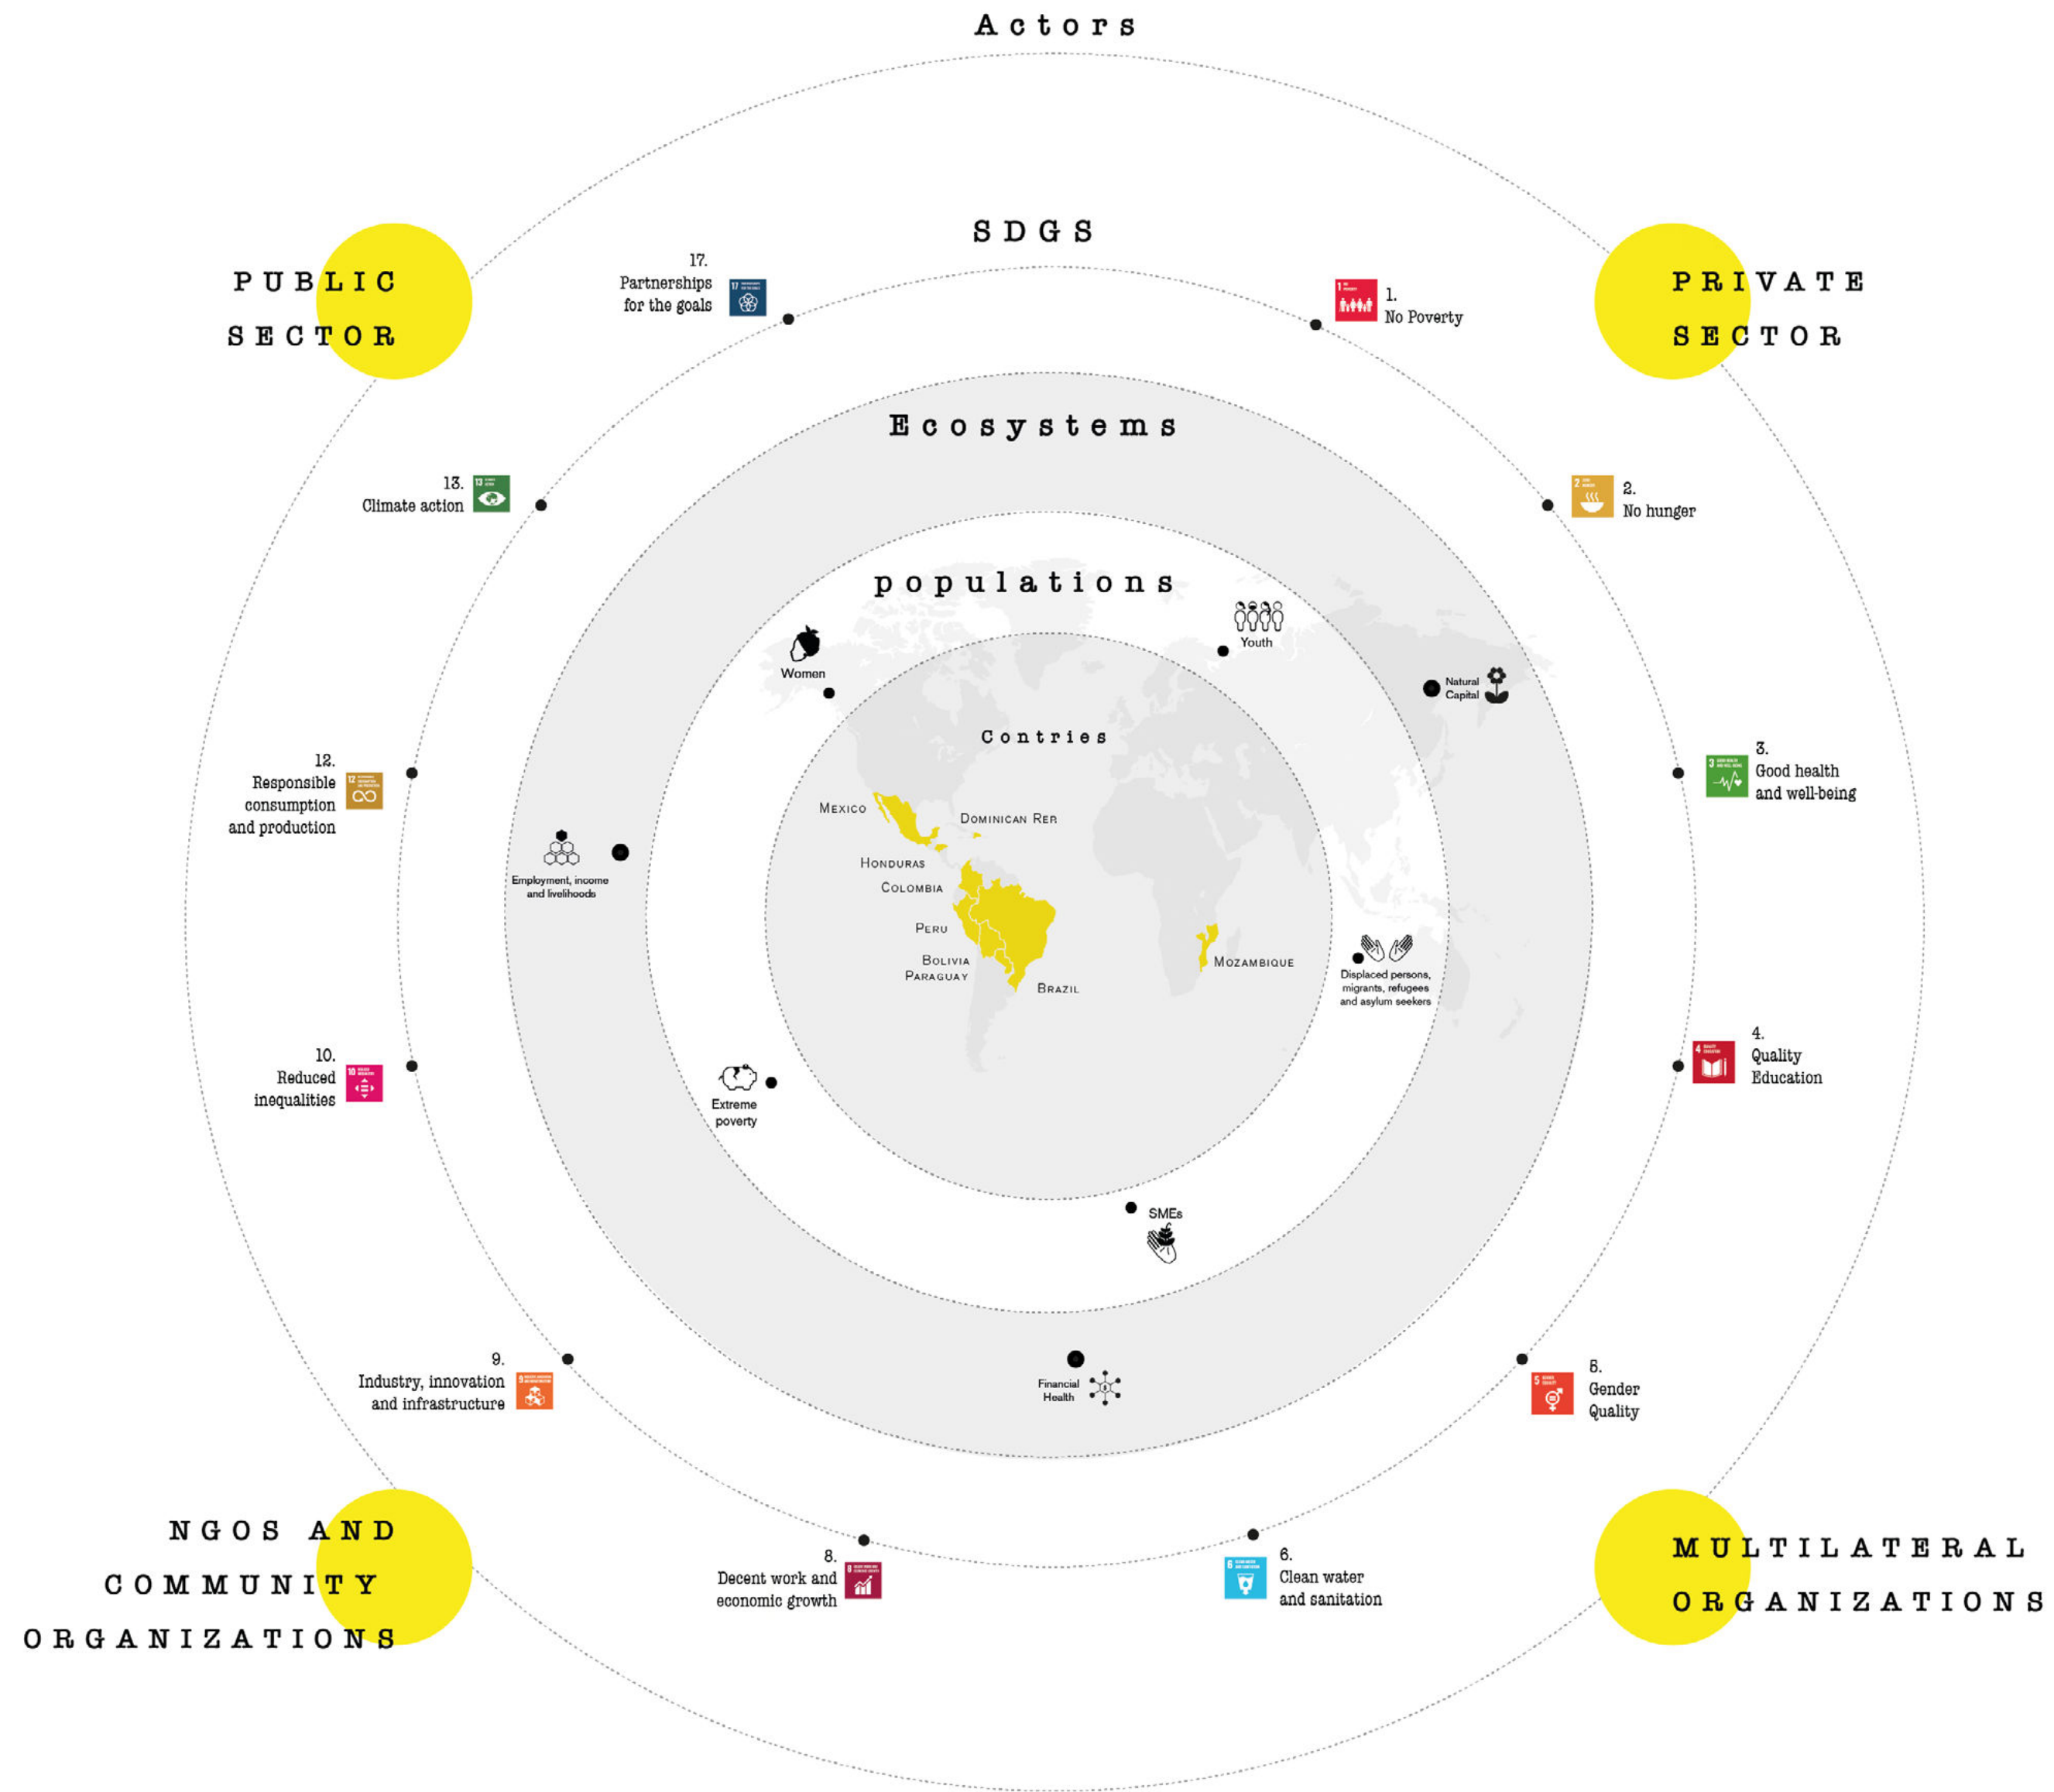 Actors
PUBLIC
SECTOR
PRIVATE
SECTOR
SDGS
17.
Partnerships
for the goals
1.
No Poverty
13.
Climate action
2.
No hunger
Ecosystems
populations
Women
Youth
Natural
Capital
Contries
12.
Responsible
consumption
and production
3.
Good health
and well-being
Employment, income
and livelihoods
MEXICO
DOMINICAN REP.
HONDURAS
COLOMBIA
PERU
BOLIVIA
PARAGUAY
BRAZIL
MOZAMBIQUE
Displaced persons,
migrants, refugees
and asylum seekers
10.
Reduced
inequalities
4.
Quality
Education
Extreme
poverty
SMEs
9.
Industry, innovation
and infrastructure
Financial
Health
5.
Gender
Quality
8.
Decent work and
economic growth
6.
Clean water
and sanitation
NGOS AND
COMMUNITY
ORGANIZATIONS
MULTILATERAL
ORGANIZATIONS